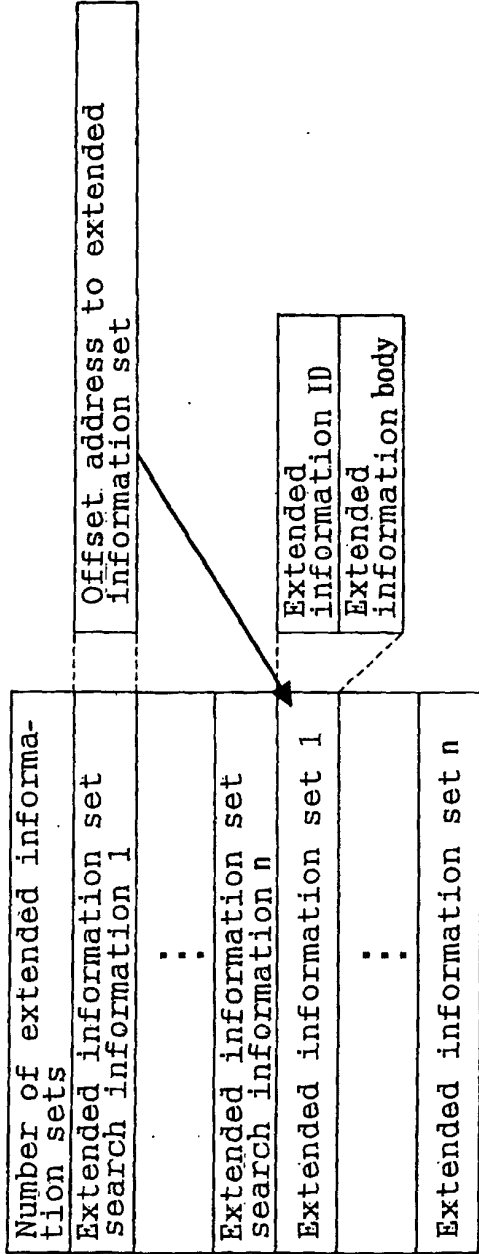 Number of extended informa-
tion sets
Extended information set
search information 1
...
Extended information set
search information n
Extended information set 1
...
Extended information set n
Offset address to extended
information set
Extended
information ID
Extended
information body